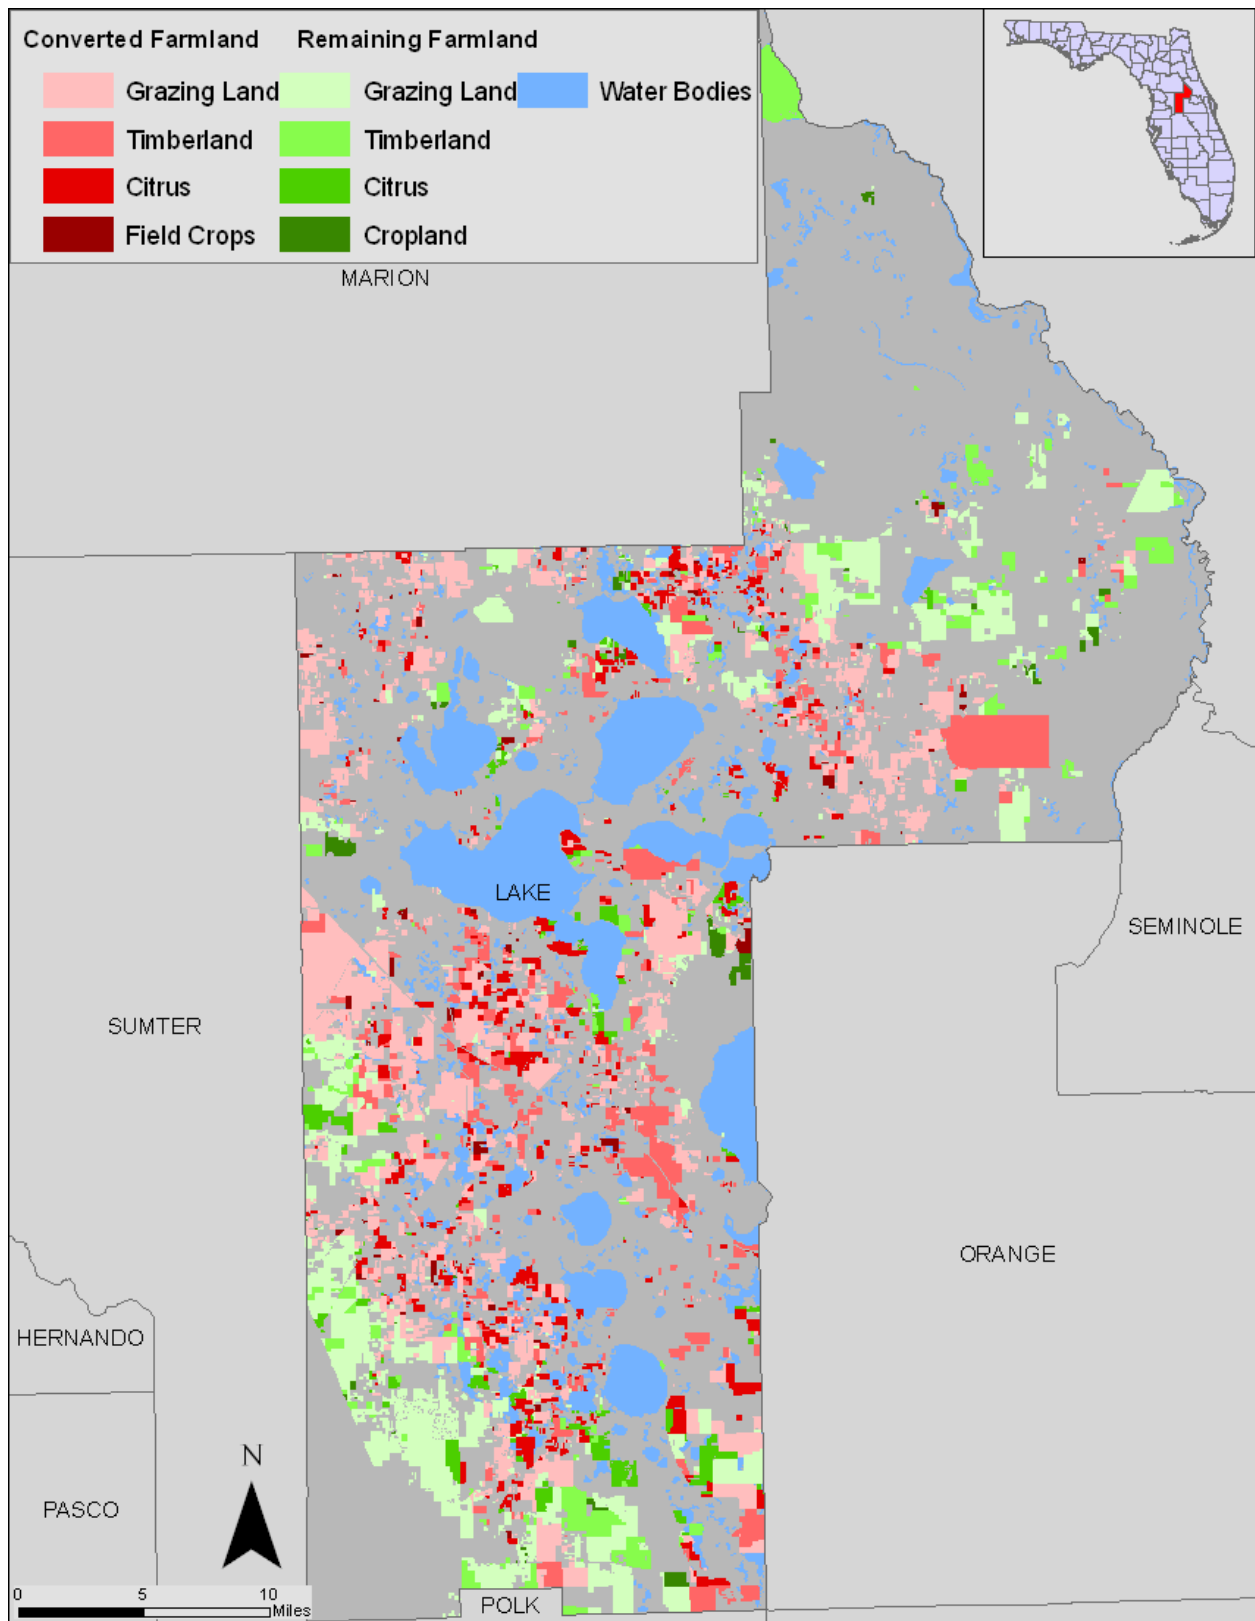 Converted Farmland Remaining Farmland
Grazing Land Grazing Land Water Bodies
Timberland Timberland
Citrus Citrus
Field Crops Cropland
MARION
LAKE
SEMINOLE
SUMTER
ORANGE
HERNANDO
N
PASCO
0 5 10
Miles
POLK